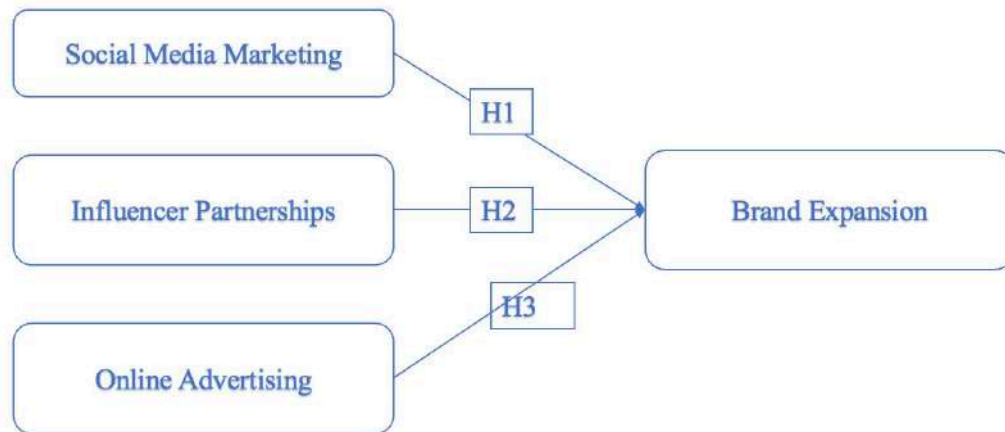 Social Media Marketing
H1
Influencer Partnerships
H2
Brand Expansion
H3
Online Advertising